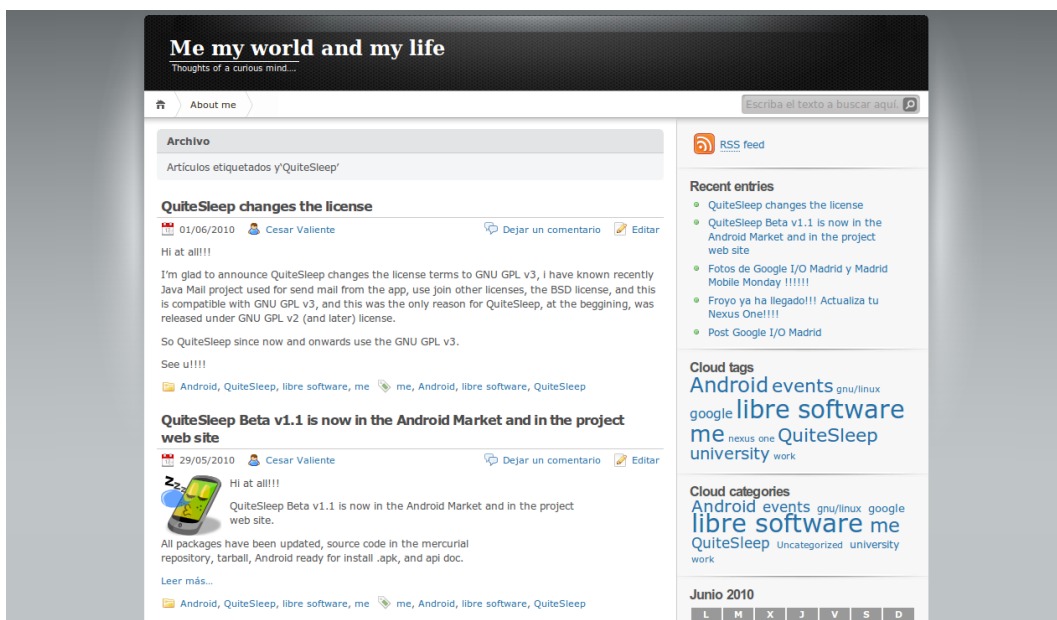 Me my world and my life
Thoughts of a curious mind....
About me
Escriba el texto a buscar aquí.
Archivo
Artículos etiquetados y‘QuiteSleep’
QuiteSleep changes the license
01/06/2010 Cesar Valiente Dejar un comentario Editar
Hi at all!!!
I’m glad to announce QuiteSleep changes the license terms to GNU GPL v3, i have known recently
Java Mail project used for send mail from the app, use join other licenses, the BSD license, and this
is compatible with GNU GPL v3, and this was the only reason for QuiteSleep, at the beggining, was
released under GNU GPL v2 (and later) license.
So QuiteSleep since now and onwards use the GNU GPL v3.
See u!!!!
Android, QuiteSleep, libre software, me me, Android, libre software, QuiteSleep
QuiteSleep Beta v1.1 is now in the Android Market and in the project
web site
29/05/2010 Cesar Valiente Dejar un comentario Editar
Zzz
Hi at all!!!
QuiteSleep Beta v1.1 is now in the Android Market and in the project
web site.
All packages have been updated, source code in the mercurial
repository, tarball, Android ready for install .apk, and api doc.
Leer más...
Android, QuiteSleep, libre software, me me, Android, libre software, QuiteSleep
RSS feed
Recent entries
QuiteSleep changes the license
QuiteSleep Beta v1.1 is now in the
Android Market and in the project
web site
Fotos de Google I/O Madrid y Madrid
Mobile Monday !!!!!!
Froyo ya ha llegado!!! Actualiza tu
Nexus One!!!!
Post Google I/O Madrid
Cloud tags
Android events gnu/linux
google libre software
me nexus one QuiteSleep
university work
Cloud categories
Android events gnu/linux google
libre software me
QuiteSleep Uncategorized university
work
Junio 2010
L M X J V S D